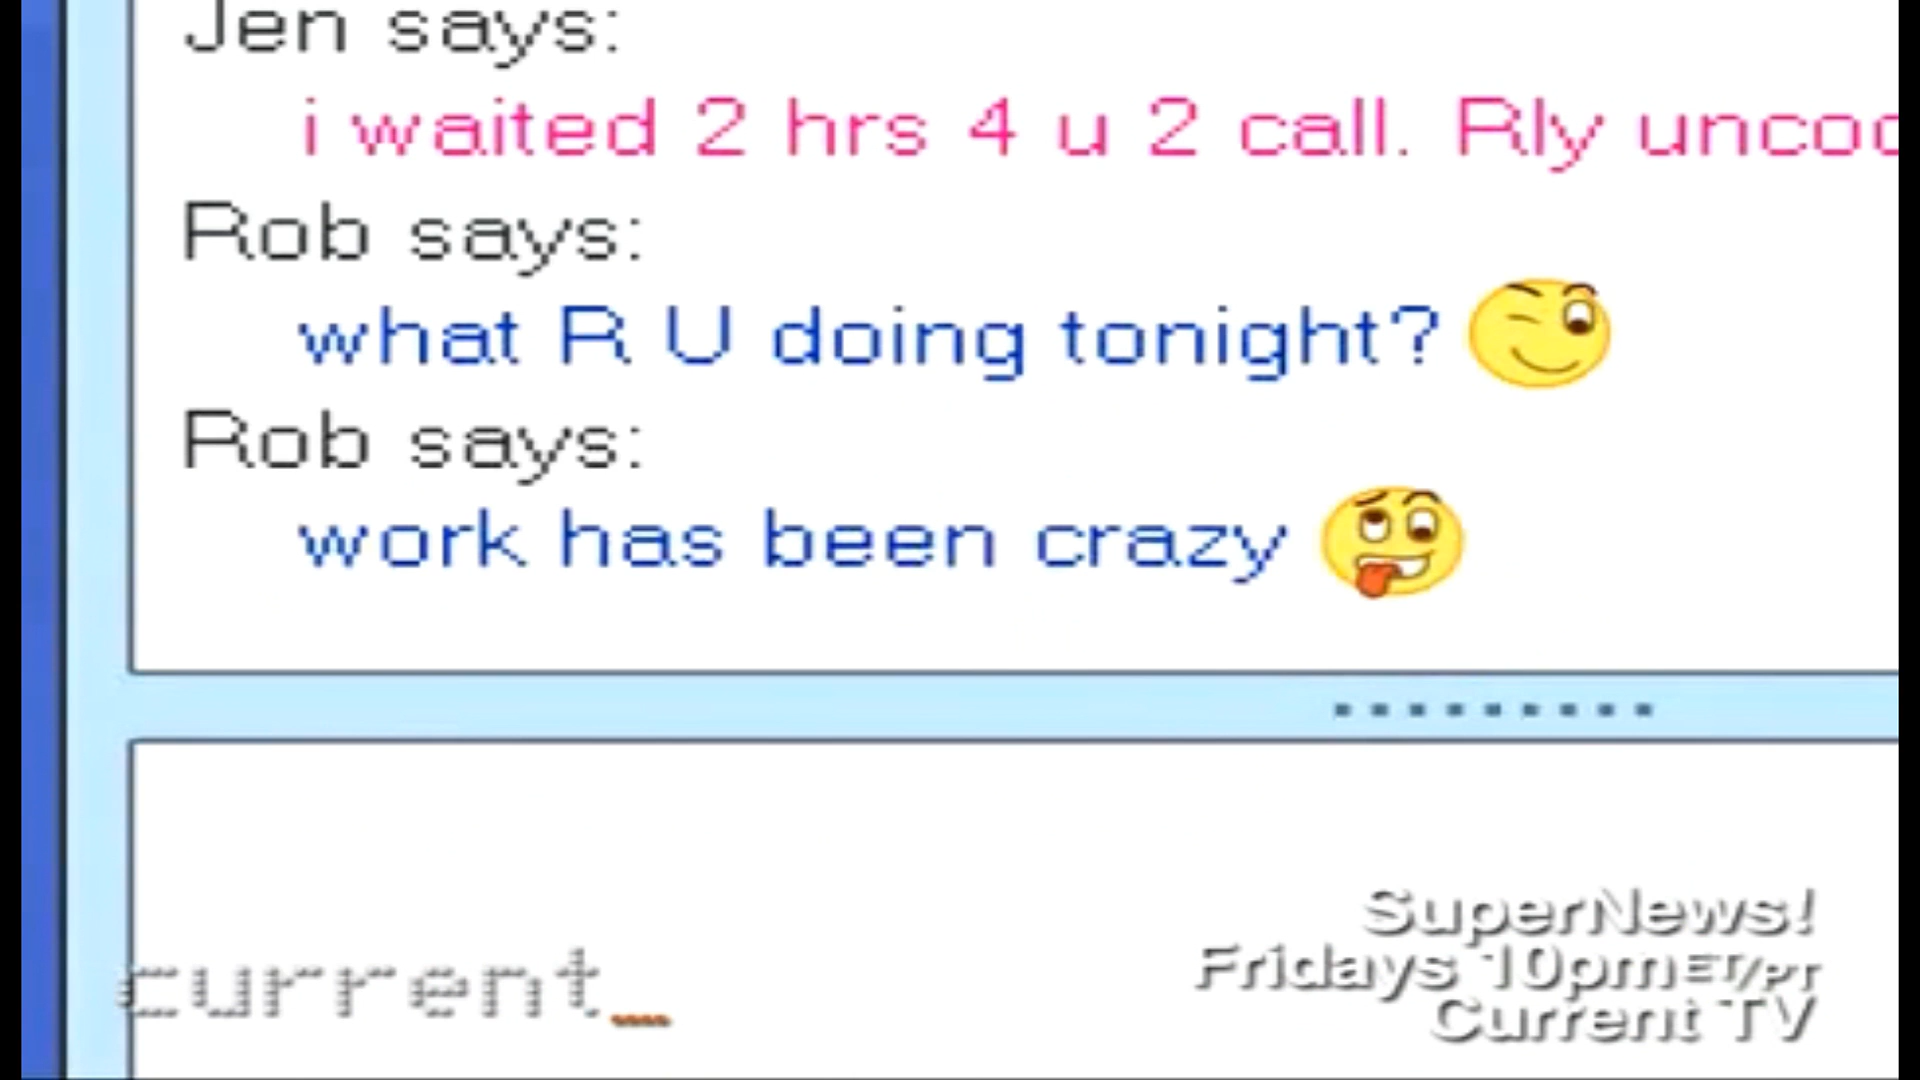 Jen says:
i waited 2 hrs 4 u 2 call. Rly
Rob says:
what R U doing tonight?
Rob says:
work has been crazy
current_
SuperNews!
Fridays 10pm ET/PT
Current TV